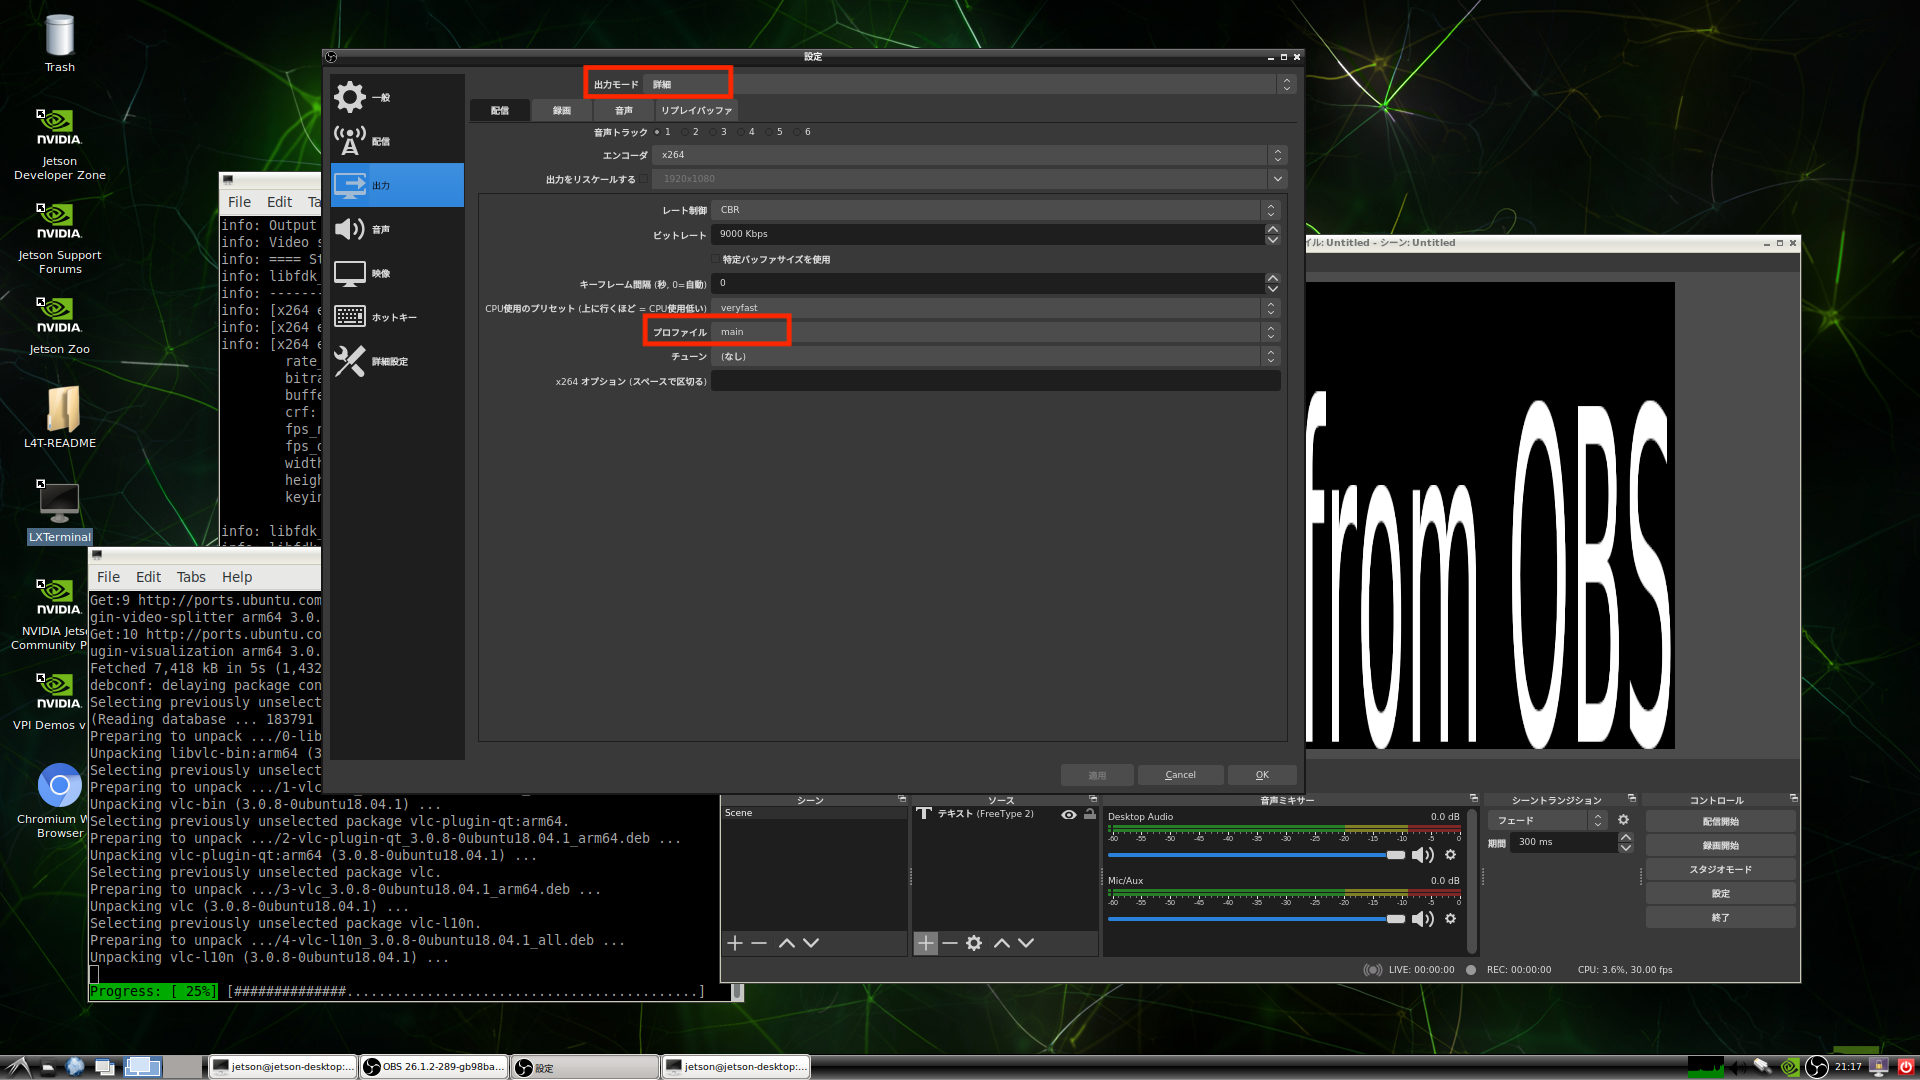 Trash
NVIDIA
Jetson
Developer Zone
NVIDIA
Jetson Support
Forums
NVIDIA
Jetson Zoo
L4T-README
LXTerminal
NVIDIA
NVIDIA Jets
Community P
NVIDIA
VPI Demos v
Chromium W
Browser
File Edit Ta
info: Output
info: Video s
info: ==== St
info: libfdk_
info: -------
info: [x264 e
info: [x264 e
info: [x264 e
rate_
bitra
buffe
crf:
fps_n
fps_d
width
heigh
keyin
info: libfdk_
File Edit Tabs Help
Get:9 http://ports.ubuntu.com
gin-video-splitter arm64 3.0.
Get:10 http://ports.ubuntu.co
ugin-visualization arm64 3.0.
Fetched 7,418 kB in 5s (1,432
debconf: delaying package con
Selecting previously unselect
(Reading database ... 183791
Preparing to unpack .../0-lib
Unpacking libvlc-bin:arm64 (3
Selecting previously unselect
Preparing to unpack .../1-vlc
Unpacking vlc-bin (3.0.8-0ubuntu18.04.1) ...
Selecting previously unselected package vlc-plugin-qt:arm64.
Preparing to unpack .../2-vlc-plugin-qt_3.0.8-0ubuntu18.04.1_arm64.deb ...
Unpacking vlc-plugin-qt:arm64 (3.0.8-0ubuntu18.04.1) ...
Selecting previously unselected package vlc.
Preparing to unpack .../3-vlc_3.0.8-0ubuntu18.04.1_arm64.deb ...
Unpacking vlc (3.0.8-0ubuntu18.04.1) ...
Selecting previously unselected package vlc-l10n.
Preparing to unpack .../4-vlc-l10n_3.0.8-0ubuntu18.04.1_all.deb ...
Unpacking vlc-l10n (3.0.8-0ubuntu18.04.1) ...
Progress: [ 25%] [##############............................................]
設定
一般
配信
出力
音声
映像
ホットキー
詳細設定
出力モード 詳細
配信 録画 音声 リプレイバッファ
音声トラック 1 2 3 4 5 6
エンコーダ x264
出力をリスケールする 1920x1080
レート制御 CBR
ビットレート 9000 Kbps
特定バッファサイズを使用
キーフレーム間隔 (秒, 0=自動) 0
CPU使用のプリセット (上に行くほど = CPU使用低い) veryfast
プロファイル main
チューン (なし)
x264 オプション (スペースで区切る)
適用 Cancel OK
イル: Untitled - シーン: Untitled
from OBS
シーン ソース 音声ミキサー シーントランジション コントロール
Scene
テキスト (FreeType 2)
Desktop Audio 0.0 dB
-60 -55 -50 -45 -40 -35 -30 -25 -20 -15 -10 -5 0
Mic/Aux 0.0 dB
-60 -55 -50 -45 -40 -35 -30 -25 -20 -15 -10 -5 0
フェード
期間 300 ms
配信開始
録画開始
スタジオモード
設定
終了
LIVE: 00:00:00 REC: 00:00:00 CPU: 3.6%, 30.00 fps
jetson@jetson-desktop:... OBS 26.1.2-289-gb98ba... 設定 jetson@jetson-desktop:... 21:17